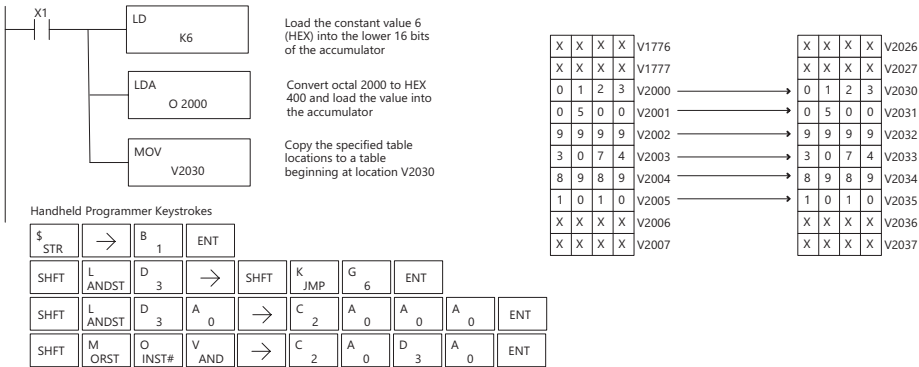 X1
LD
K6
Load the constant value 6
(HEX) into the lower 16 bits
of the accumulator
LDA
O 2000
Convert octal 2000 to HEX
400 and load the value into
the accumulator
MOV
V2030
Copy the specified table
locations to a table
beginning at location V2030
X X X X V1776
X X X X V1777
0 1 2 3 V2000
0 5 0 0 V2001
9 9 9 9 V2002
3 0 7 4 V2003
8 9 8 9 V2004
1 0 1 0 V2005
X X X X V2006
X X X X V2007
X X X X V2026
X X X X V2027
0 1 2 3 V2030
0 5 0 0 V2031
9 9 9 9 V2032
3 0 7 4 V2033
8 9 8 9 V2034
1 0 1 0 V2035
X X X X V2036
X X X X V2037
Handheld Programmer Keystrokes
$ STR → B 1 ENT
SHFT L ANDST D 3 → SHFT K JMP G 6 ENT
SHFT L ANDST D 3 A 0 → C 2 A 0 A 0 A 0 ENT
SHFT M ORST O INST# V AND → C 2 A 0 D 3 A 0 ENT